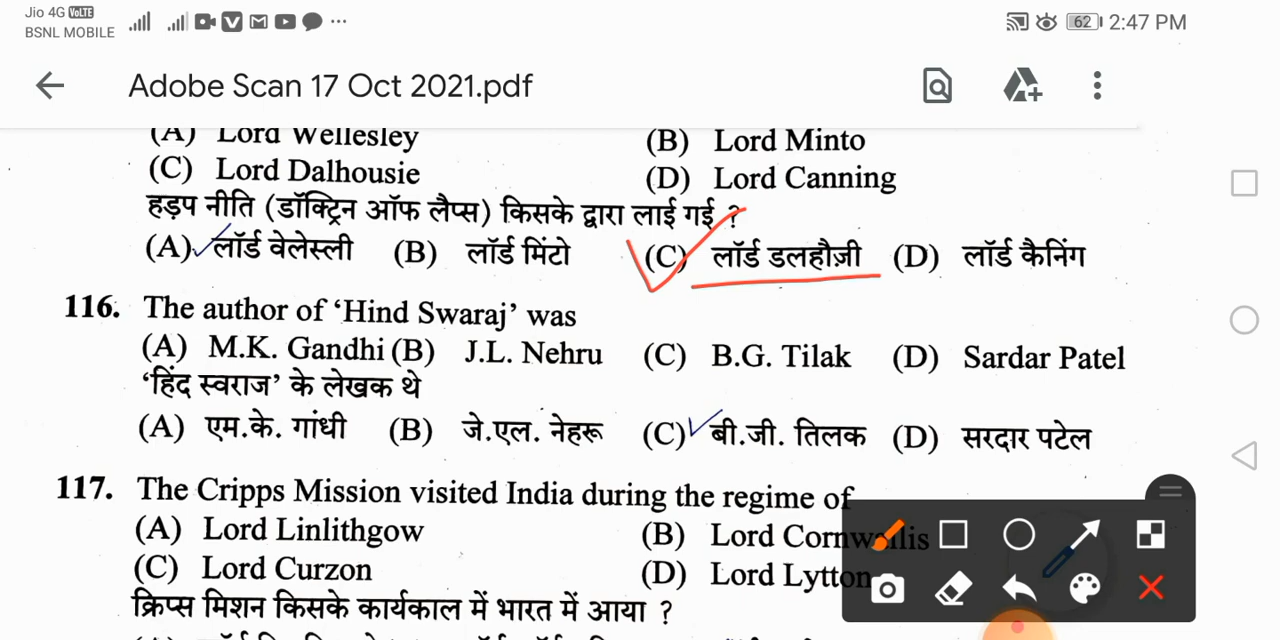 Jio 4G VoLTE
BSNL MOBILE
62 2:47 PM
Adobe Scan 17 Oct 2021.pdf
(A) Lord Wellesley (B) Lord Minto
(C) Lord Dalhousie (D) Lord Canning
हड़प नीति (डॉक्ट्रिन ऑफ लैप्स) किसके द्वारा लाई गई ?
(A) लॉर्ड वेलेस्ली (B) लॉर्ड मिंटो (C) लॉर्ड डलहौज़ी (D) लॉर्ड कैनिंग
116. The author of ‘Hind Swaraj’ was
(A) M.K. Gandhi (B) J.L. Nehru (C) B.G. Tilak (D) Sardar Patel
‘हिंद स्वराज’ के लेखक थे
(A) एम.के. गांधी (B) जे.एल. नेहरू (C) बी.जी. तिलक (D) सरदार पटेल
117. The Cripps Mission visited India during the regime of
(A) Lord Linlithgow (B) Lord Cornwallis
(C) Lord Curzon (D) Lord Lytton
क्रिप्स मिशन किसके कार्यकाल में भारत में आया ?